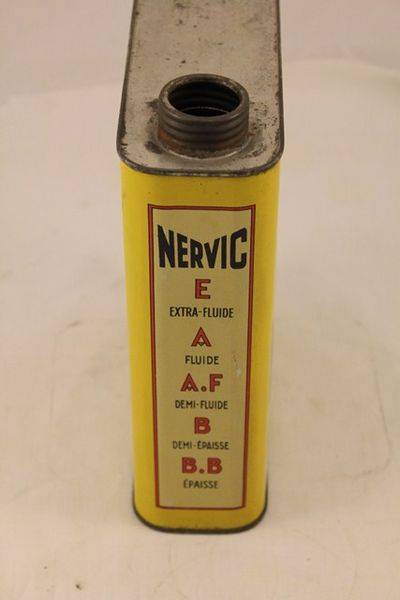 NERVIC
E
EXTRA-FLUIDE
A
FLUIDE
A.F
DEMI-FLUIDE
B
DEMI-ÉPAISSE
B.B
ÉPAISSE